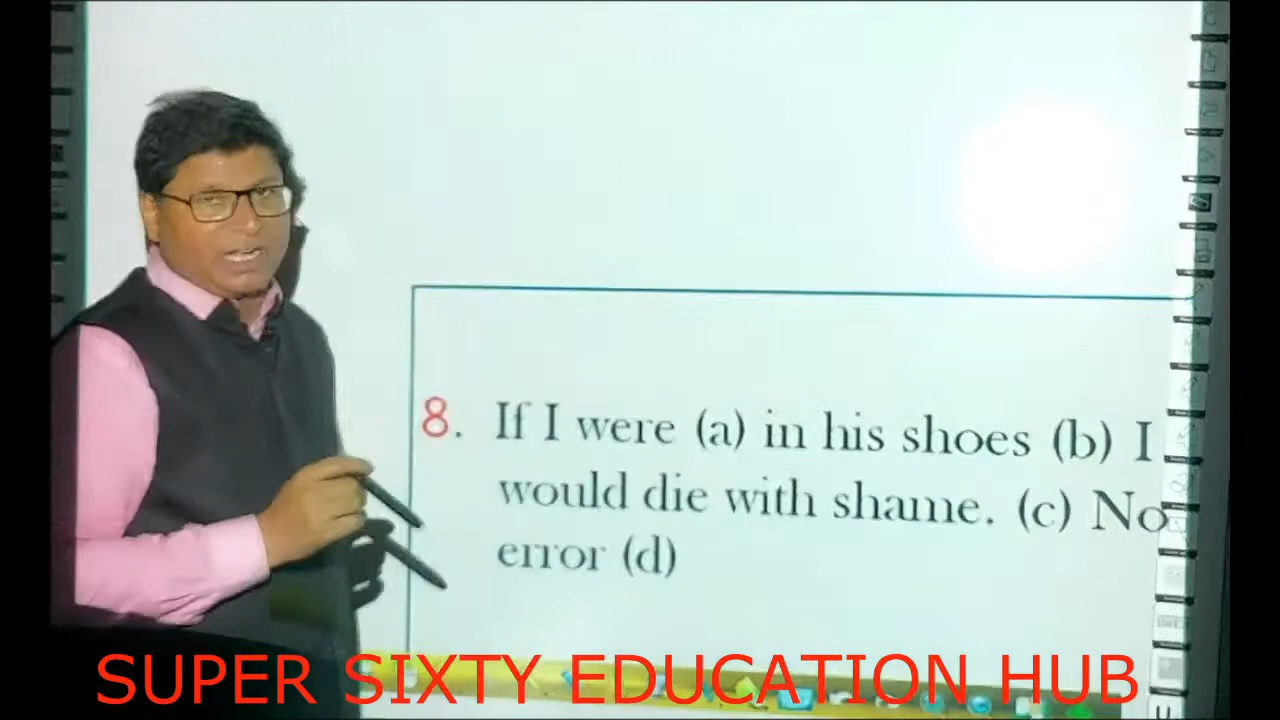 8. If I were (a) in his shoes (b) I
would die with shame. (c) No
error (d)
SUPER SIXTY EDUCATION HUB